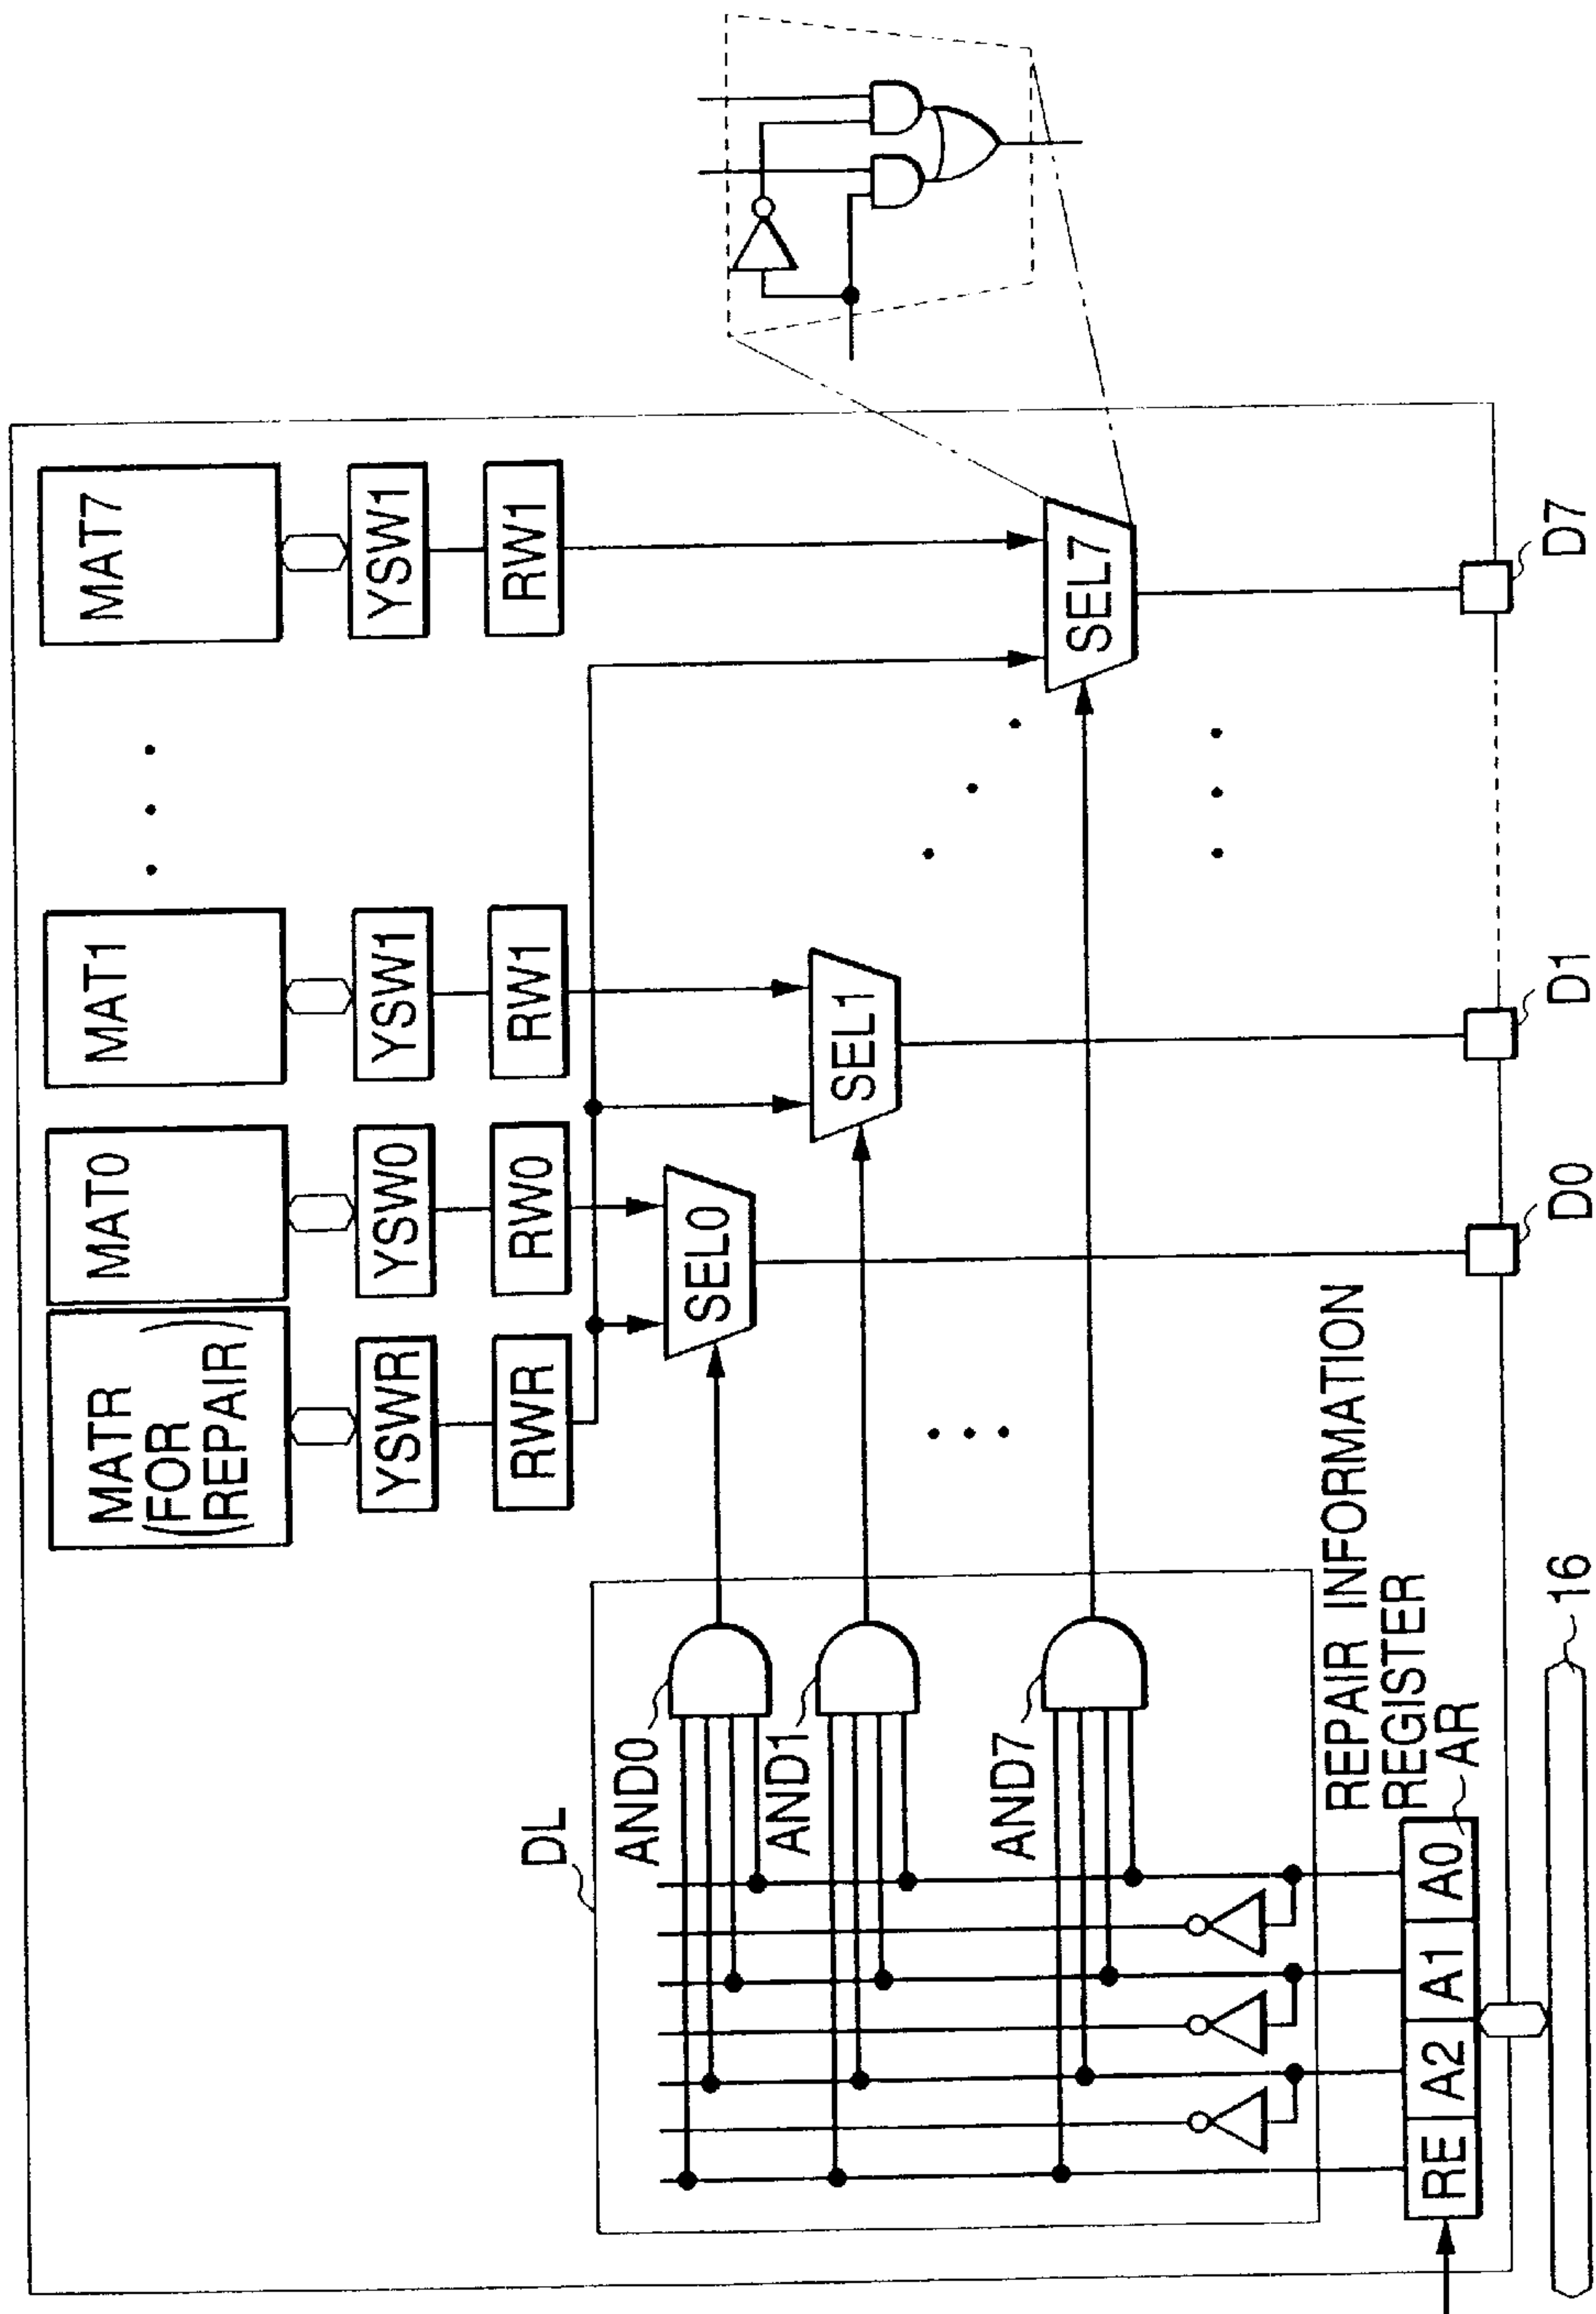 MATR
(FOR
REPAIR)
MAT0
MAT1
MAT7
YSWR
YSW0
YSW1
YSW1
RWR
RW0
RW1
RW1
SEL0
SEL1
SEL7
DL
AND0
AND1
AND7
REPAIR INFORMATION
REGISTER
AR
RE A2 A1 A0
16
D0
D1
D7